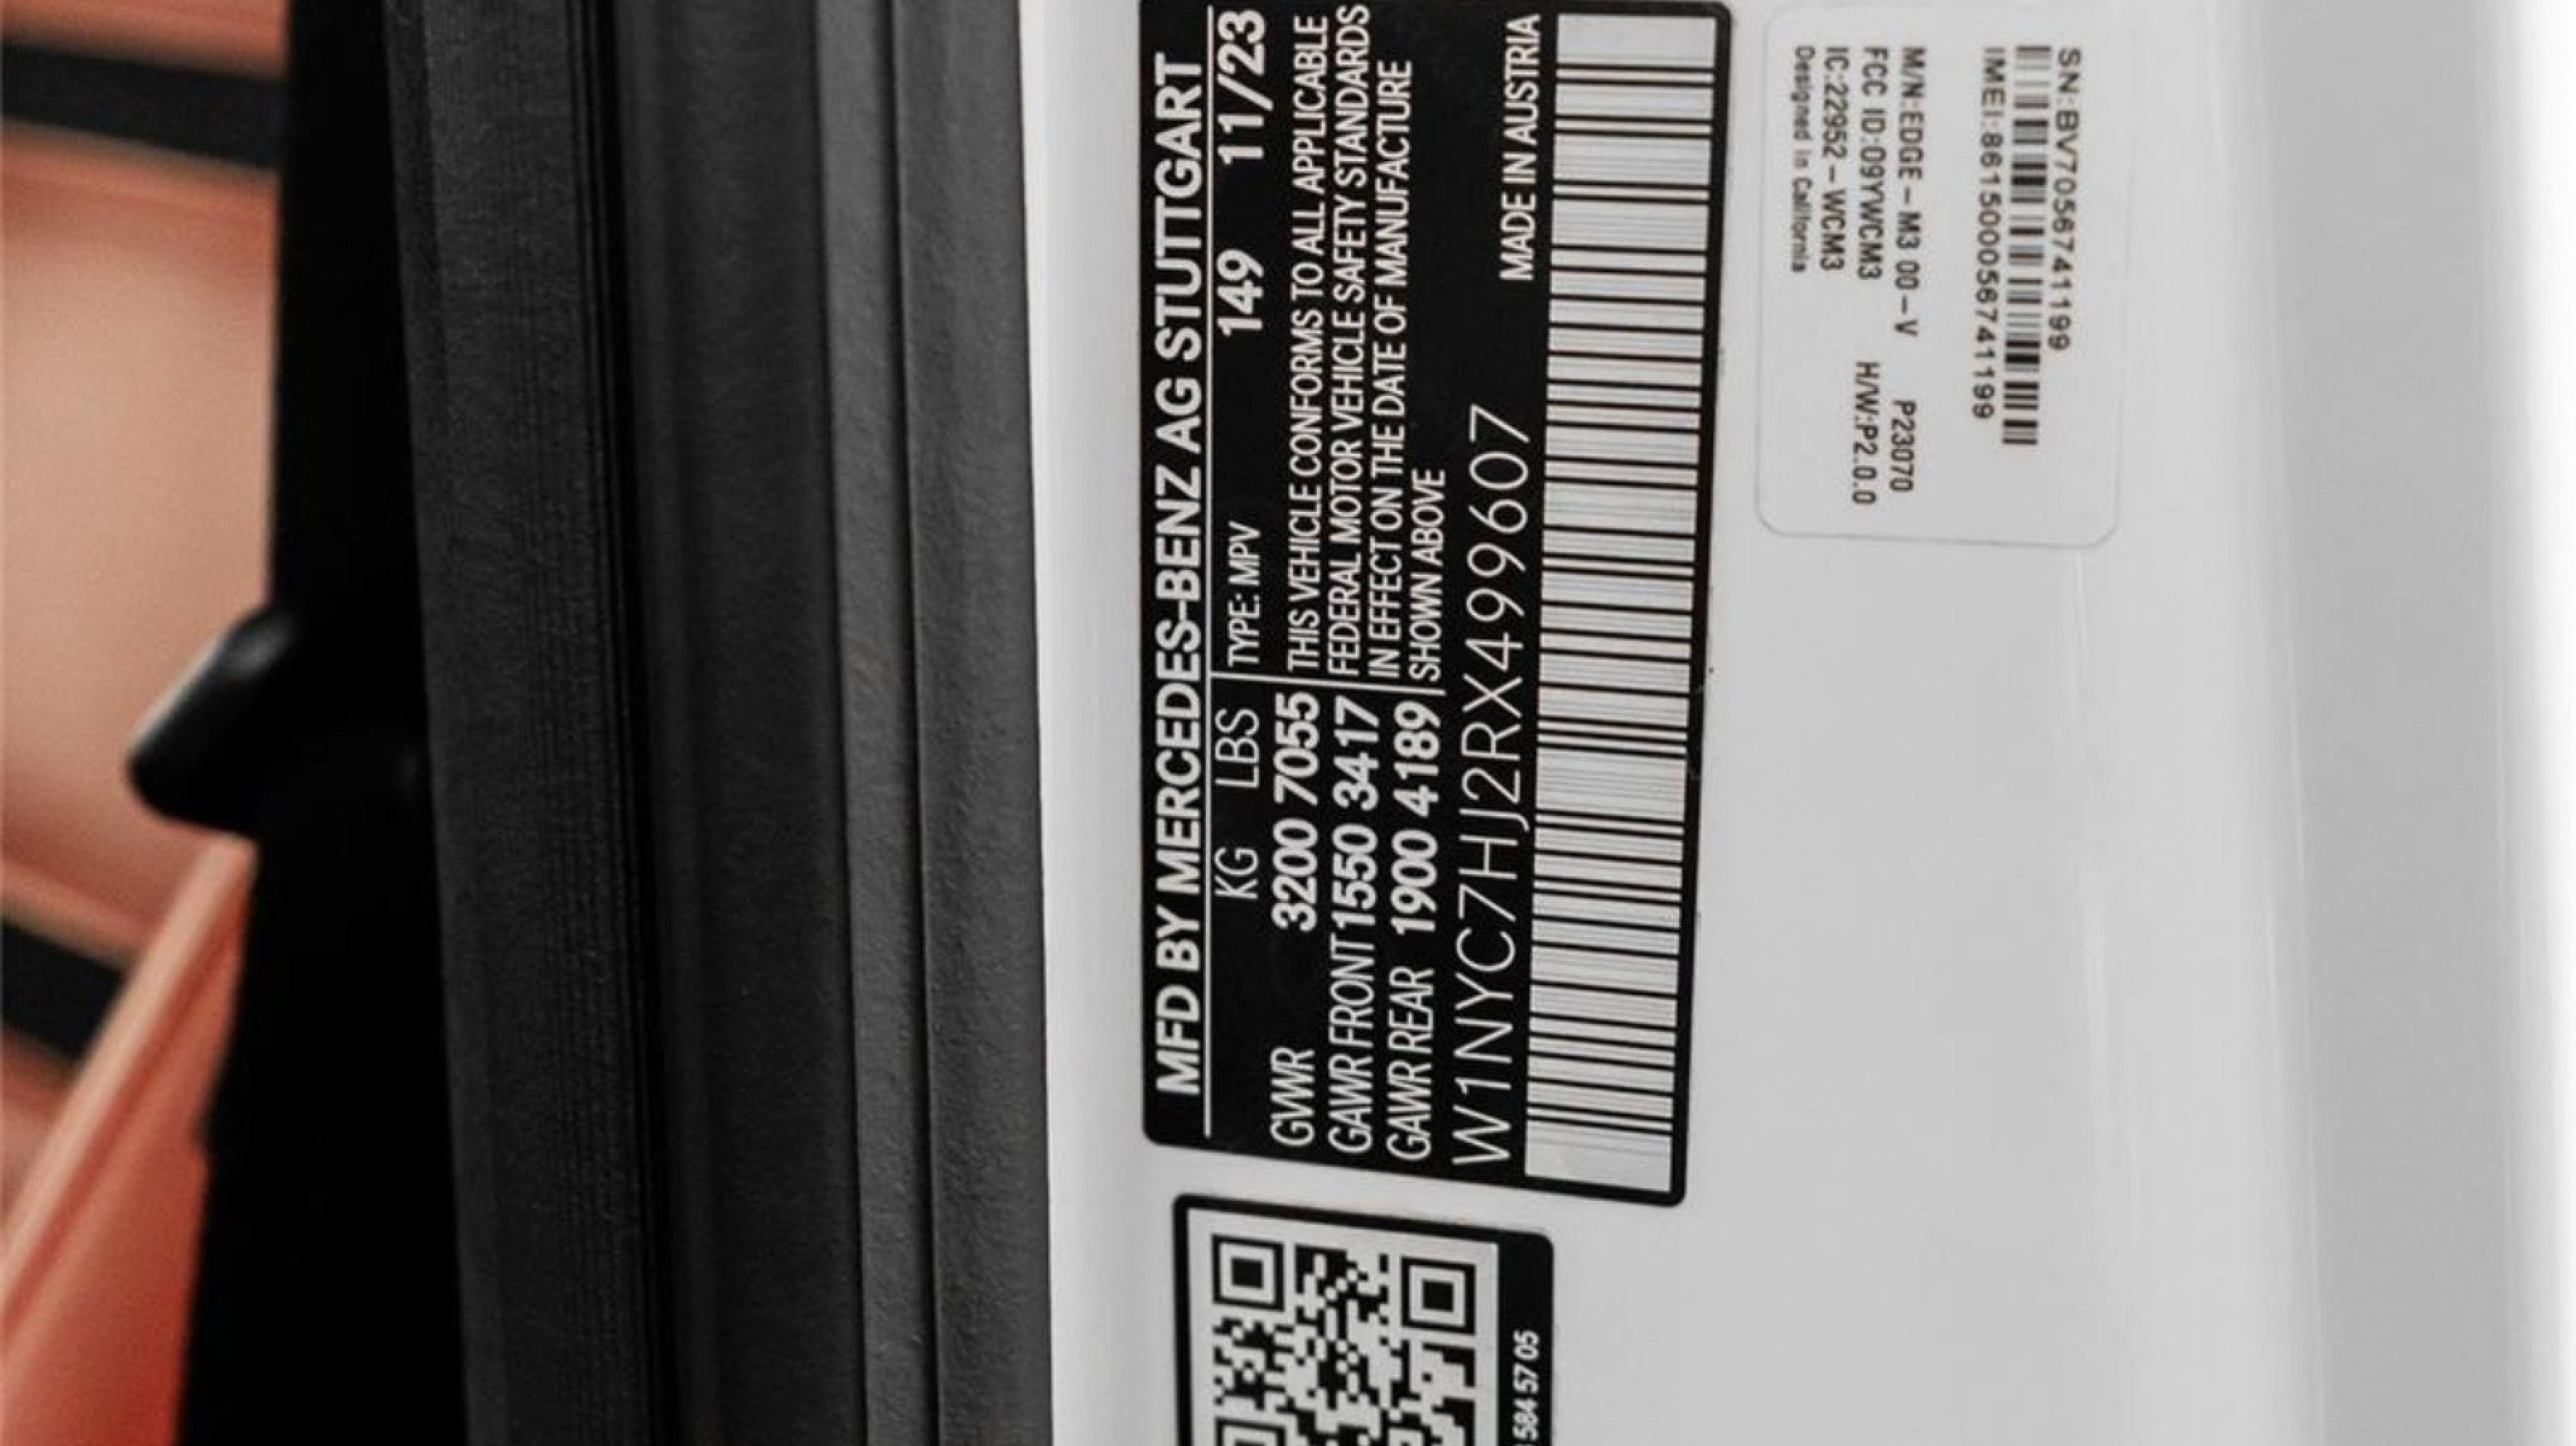 MFD BY MERCEDES-BENZ AG STUTTGART
KG LBS TYPE: MPV 149 11/23
GWWR 3200 7055 THIS VEHICLE CONFORMS TO ALL APPLICABLE
GAWR FRONT 1550 3417 FEDERAL MOTOR VEHICLE SAFETY STANDARDS
GAWR REAR 1900 4189 IN EFFECT ON THE DATE OF MANUFACTURE
SHOWN ABOVE
W1NYC7HJ2RX499607 MADE IN AUSTRIA
SN:BV70567411199
IMEI:861500056741199
M/N:EDGE-M3 00-V P23070
FCC ID:O9YWCM3 H/W:P2.0.0
IC:22952-WCM3
Designed in California
584 57 05